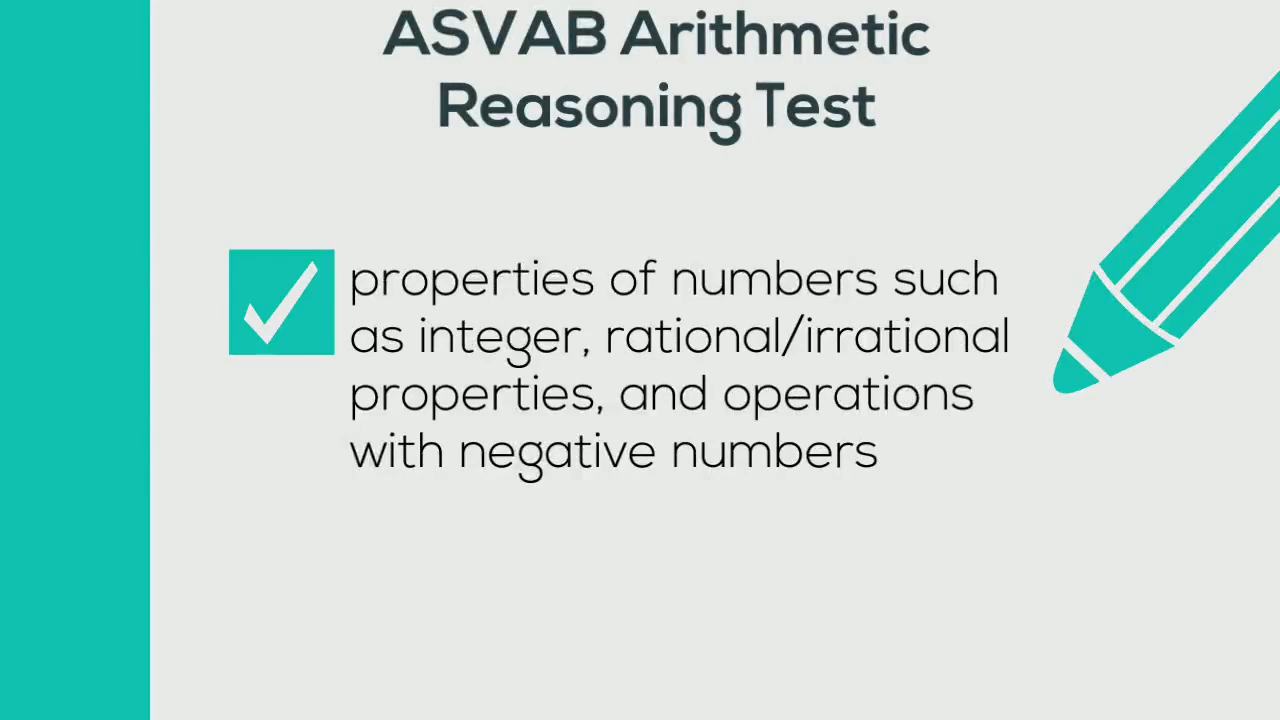 ASVAB Arithmetic
Reasoning Test
properties of numbers such
as integer, rational/irrational
properties, and operations
with negative numbers